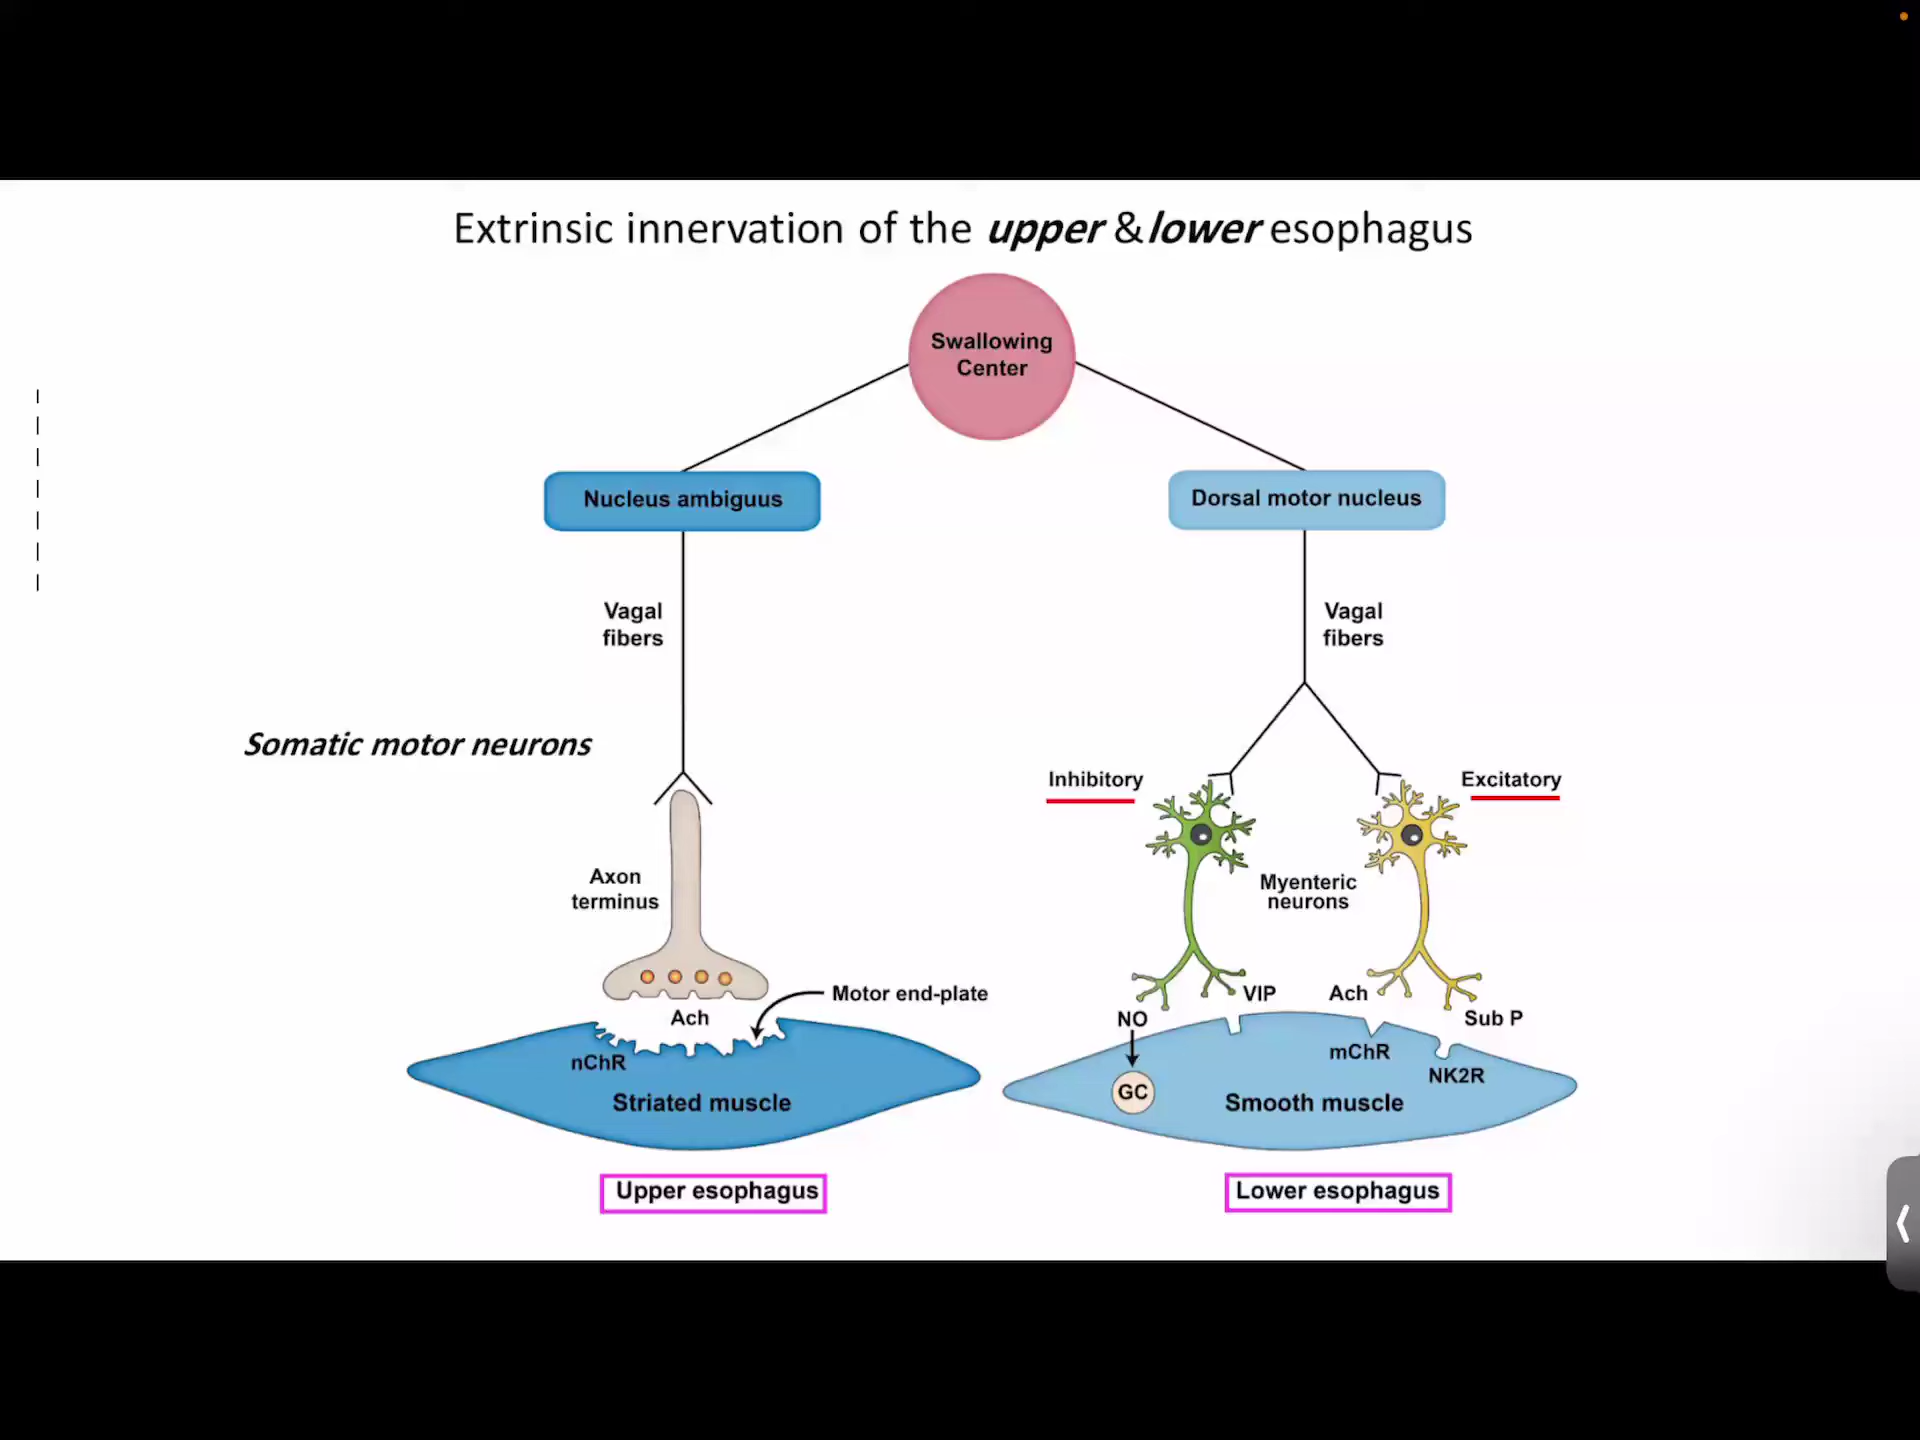 Extrinsic innervation of the upper & lower esophagus
Swallowing
Center
Nucleus ambiguus
Dorsal motor nucleus
Vagal
fibers
Vagal
fibers
Somatic motor neurons
Inhibitory
Excitatory
Axon
terminus
Myenteric
neurons
Motor end-plate
VIP
Ach
Ach
NO
Sub P
nChR
mChR
NK2R
GC
Striated muscle
Smooth muscle
Upper esophagus
Lower esophagus